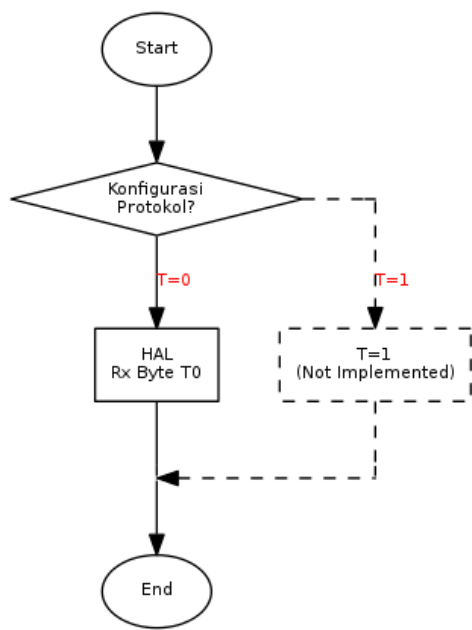 Start
Konfigurasi
Protokol?
T=0
T=1
HAL
Rx Byte T0
T=1
(Not Implemented)
End